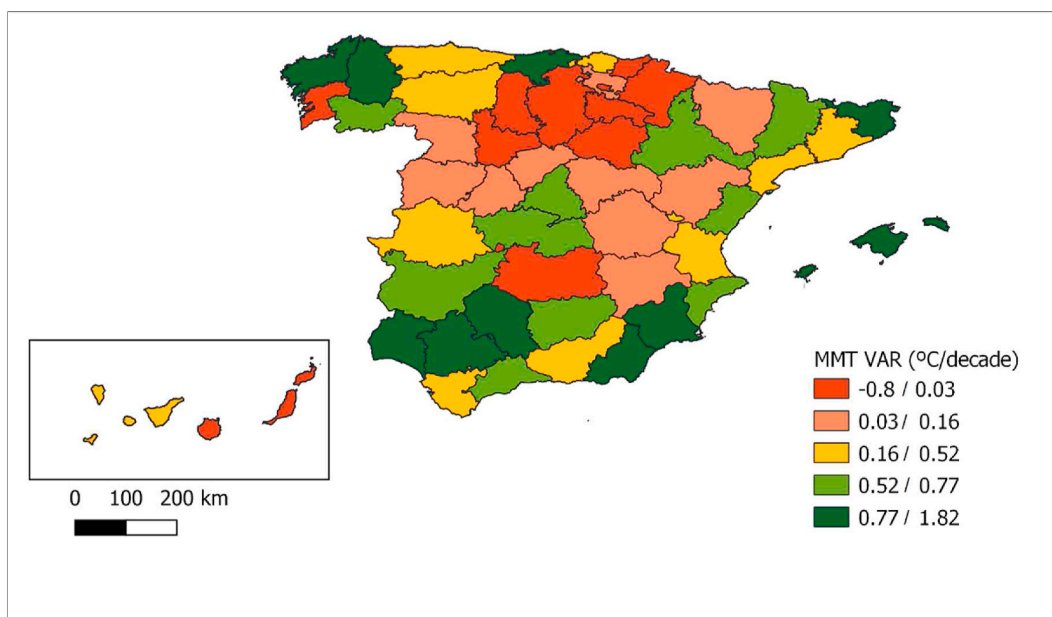 MMT VAR (ºC/decade)
-0.8 / 0.03
0.03 / 0.16
0.16 / 0.52
0.52 / 0.77
0.77 / 1.82
0 100 200 km